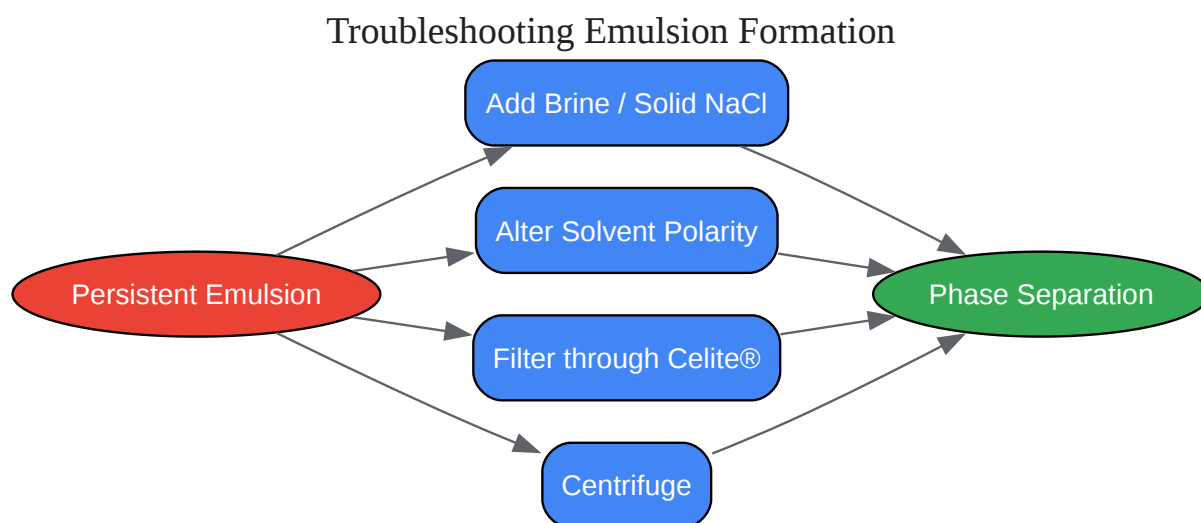 Troubleshooting Emulsion Formation
Add Brine / Solid NaCl
Alter Solvent Polarity
Persistent Emulsion
Phase Separation
Filter through Celite®
Centrifuge